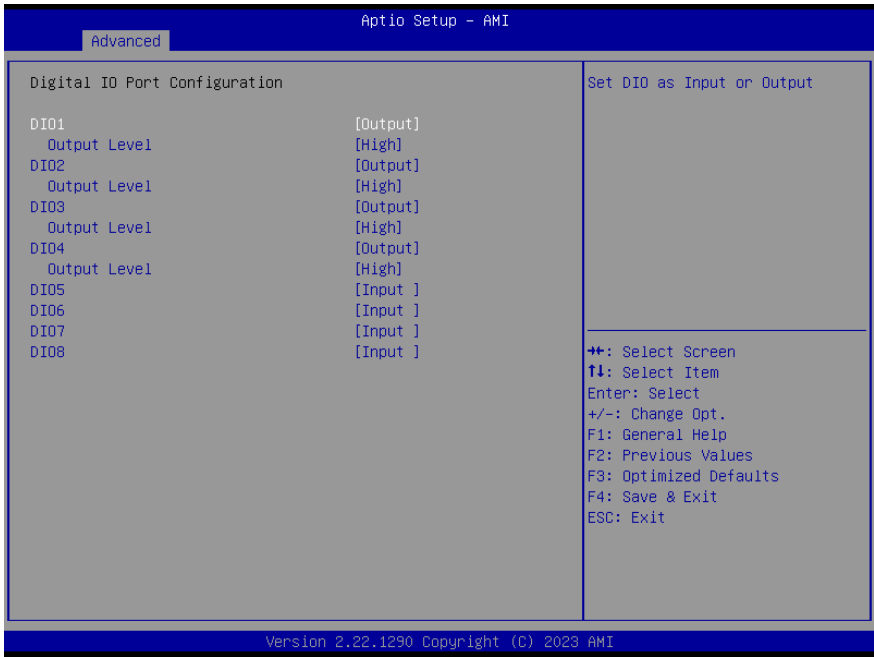 Aptio Setup – AMI
Advanced
Digital IO Port Configuration
DIO1 [Output]
Output Level [High]
DIO2 [Output]
Output Level [High]
DIO3 [Output]
Output Level [High]
DIO4 [Output]
Output Level [High]
DIO5 [Input ]
DIO6 [Input ]
DIO7 [Input ]
DIO8 [Input ]
Set DIO as Input or Output
→←: Select Screen
↑↓: Select Item
Enter: Select
+/-: Change Opt.
F1: General Help
F2: Previous Values
F3: Optimized Defaults
F4: Save & Exit
ESC: Exit
Version 2.22.1290 Copyright (C) 2023 AMI